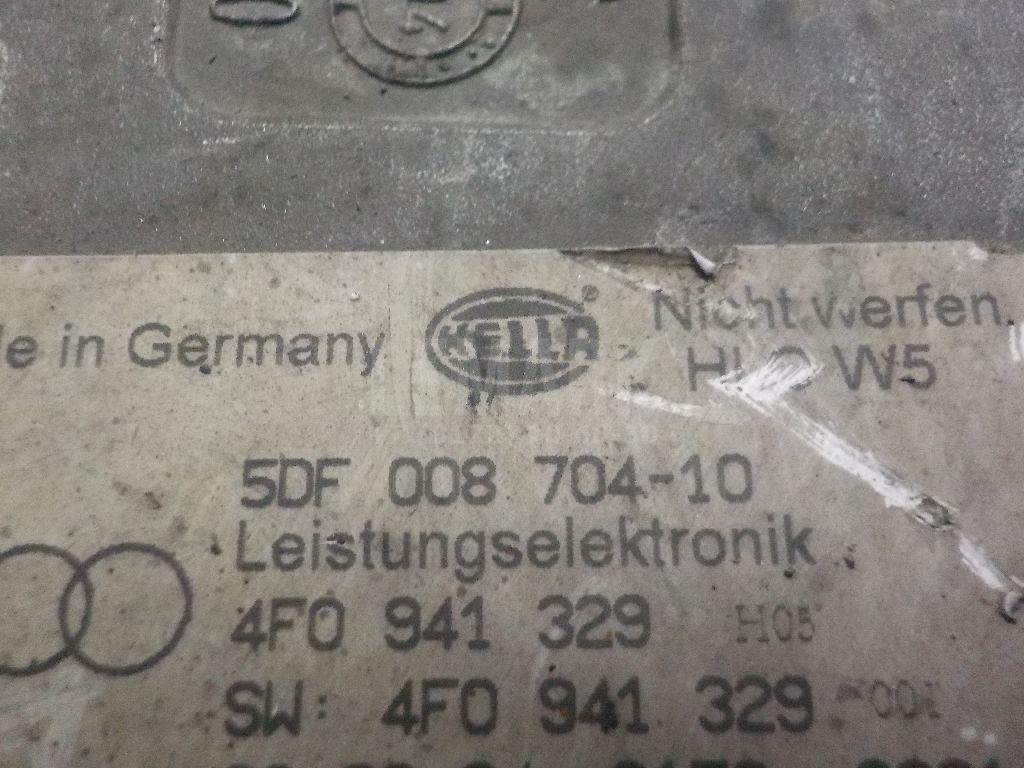 de in Germany
HELLA
®
Nicht werfen.
W5
5DF 008 704-10
Leistungselektronik
4F0 941 329 H05
SW: 4F0 941 329